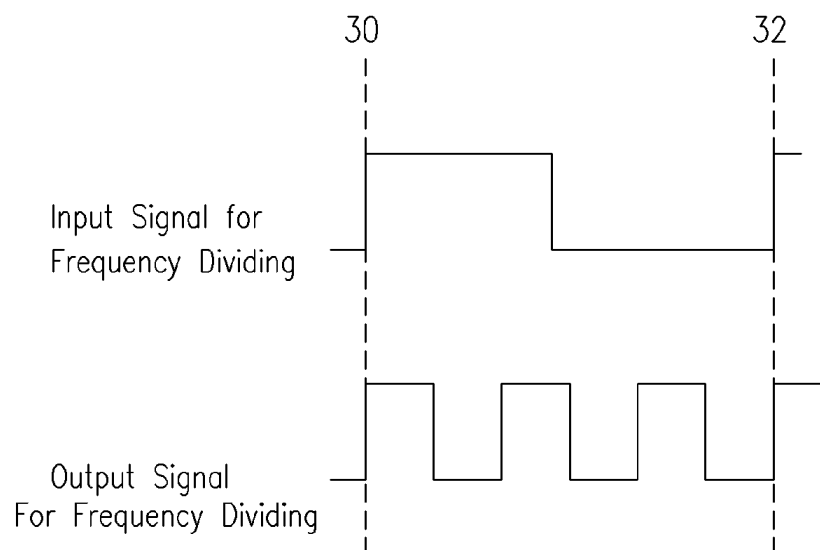 30
32
Input Signal for
Frequency Dividing
Output Signal
For Frequency Dividing